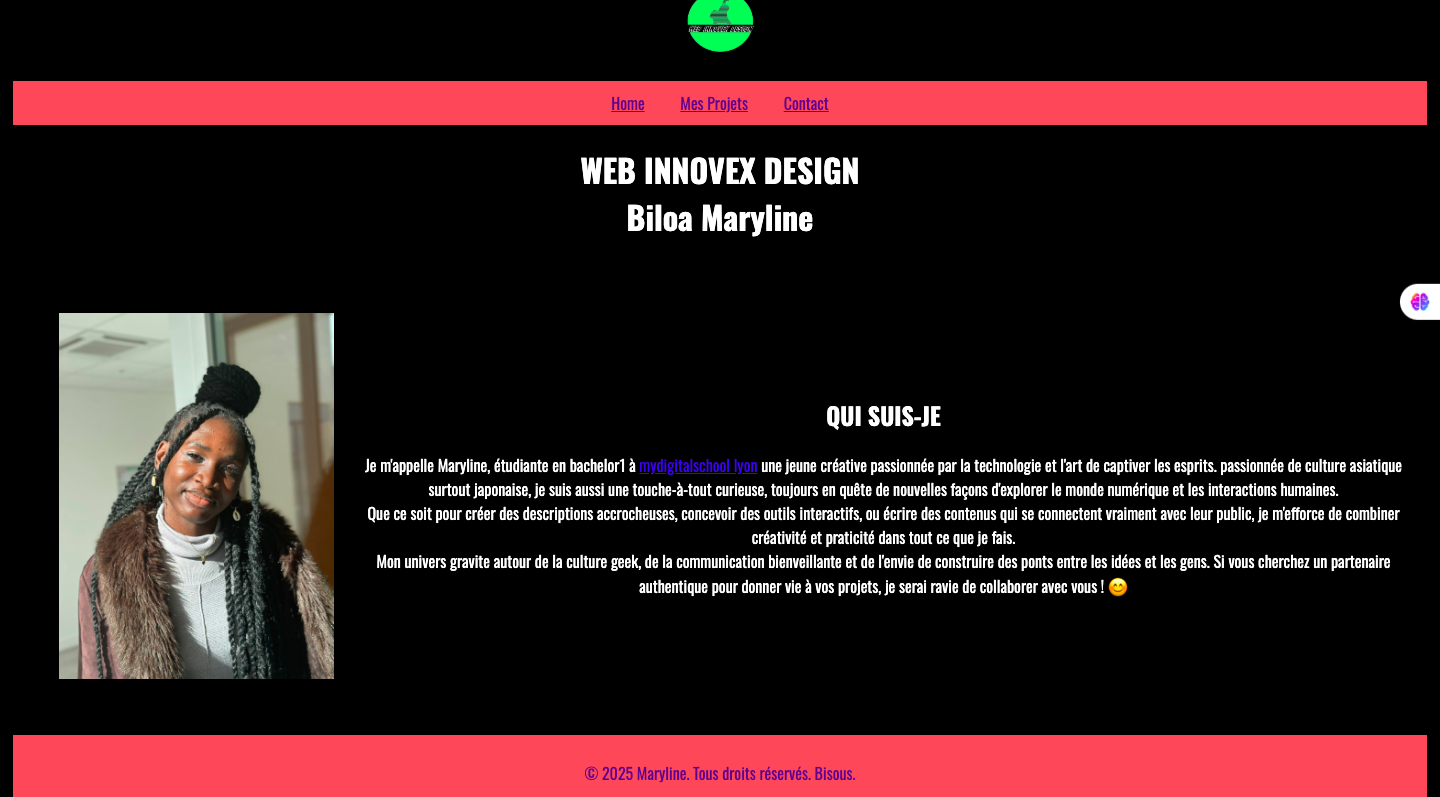 WEB INNOVEX DESIGN
Home Mes Projets Contact
WEB INNOVEX DESIGN
Biloa Maryline
QUI SUIS-JE
Je m'appelle Maryline, étudiante en bachelor1 à mydigitalschool lyon une jeune créative passionnée par la technologie et l'art de captiver les esprits. passionnée de culture asiatique
surtout japonaise, je suis aussi une touche-à-tout curieuse, toujours en quête de nouvelles façons d'explorer le monde numérique et les interactions humaines.
Que ce soit pour créer des descriptions accrocheuses, concevoir des outils interactifs, ou écrire des contenus qui se connectent vraiment avec leur public, je m'efforce de combiner
créativité et praticité dans tout ce que je fais.
Mon univers gravite autour de la culture geek, de la communication bienveillante et de l'envie de construire des ponts entre les idées et les gens. Si vous cherchez un partenaire
authentique pour donner vie à vos projets, je serai ravie de collaborer avec vous ! 😊
© 2025 Maryline. Tous droits réservés. Bisous.